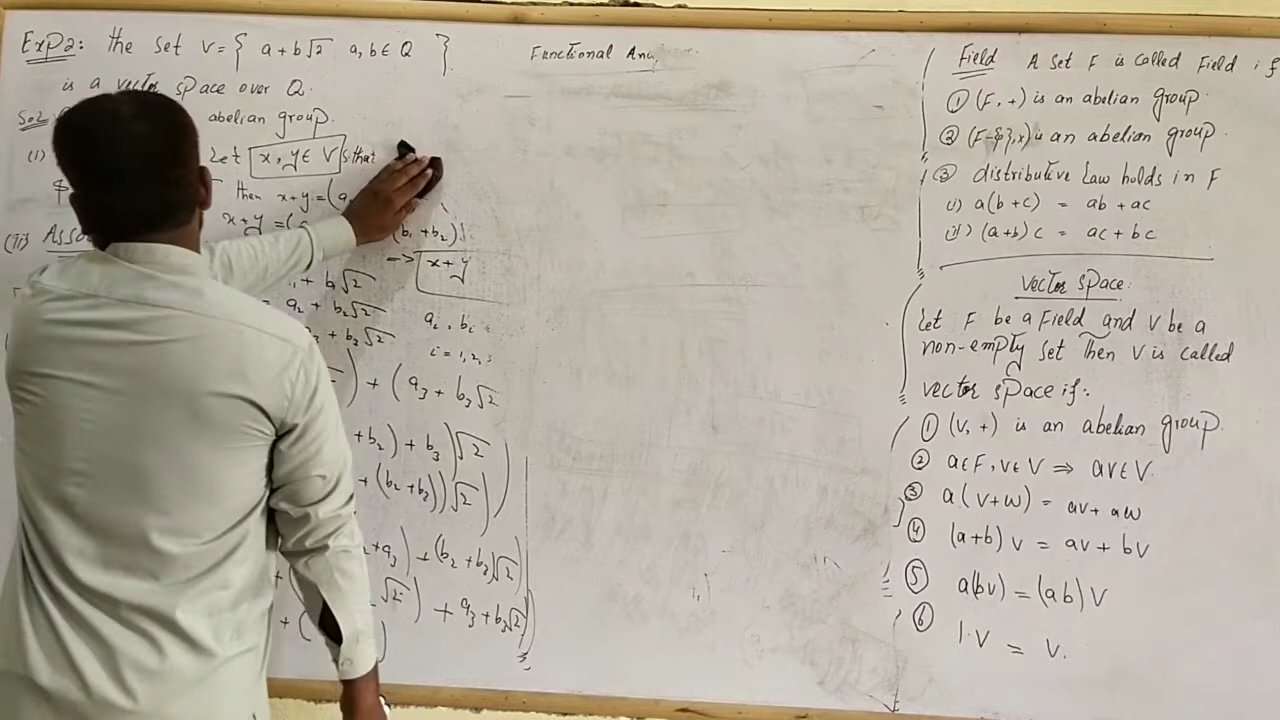 Exp2: the set V = { a + b√2 a, b ∈ Q }
is a vector space over Q.
Sol:
abelian group.
(i) Let x, y ∈ V s.that
then x+y = (a
x+y = (
(b₁ + b₂)√
(ii) Asso
=> x+y
+ b₁√2
= a₂ + b₂√2
+ b₃√2
aᵢ, bᵢ ∈
i = 1, 2, 3
) + (a₃ + b₃√2
+ b₂) + b₃)√2
+ (b₂ + b₃))√2)
+ a₃) + (b₂ + b₃)√2)
√2) + a₃ + b₃√2)
+ (
Functional Ana
Field A Set F is called Field if
① (F, +) is an abelian group.
② (F-{ }, x) is an abelian group.
③ distributive Law holds in F
(i) a(b + c) = ab + ac
(ii) (a+b) c = ac + bc
Vector space:
Let F be a Field and V be a
non-empty set Then V is called
vector space if:
① (V, +) is an abelian group.
② a∈F, v∈V ⇒ av∈V.
③ a(v+w) = av + aw
④ (a+b) v = av + bv
⑤ a(bv) = (ab) v
⑥ 1·v = v.